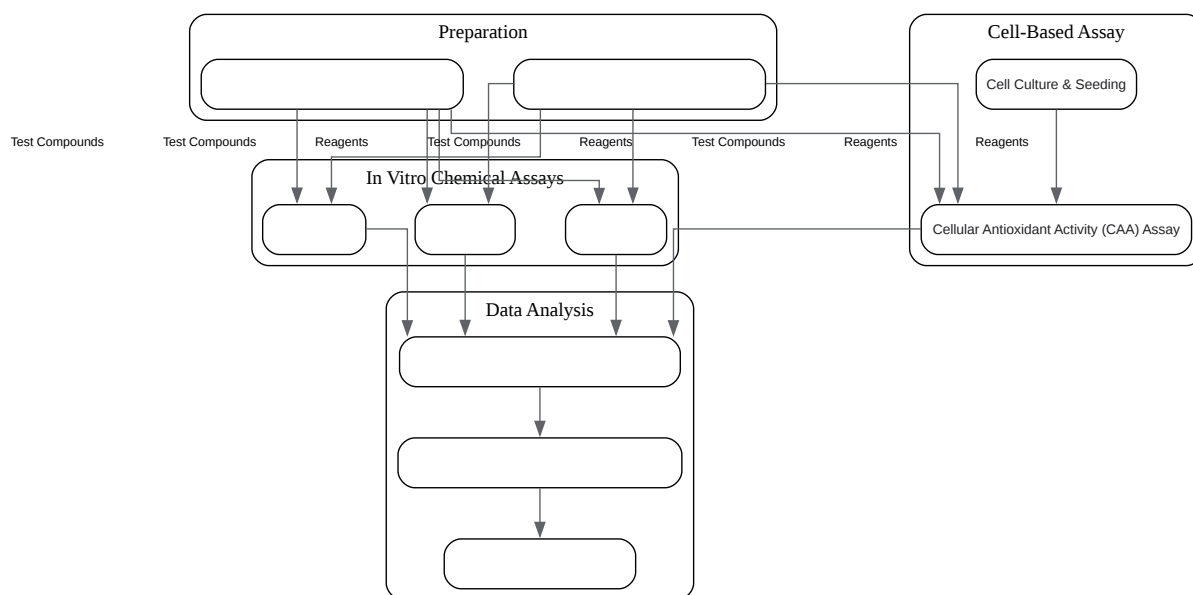 Preparation
Cell-Based Assay
Cell Culture & Seeding
Test Compounds
Test Compounds
Reagents
Test Compounds
Reagents
Test Compounds
Reagents
Reagents
In Vitro Chemical Assays
Cellular Antioxidant Activity (CAA) Assay
Data Analysis